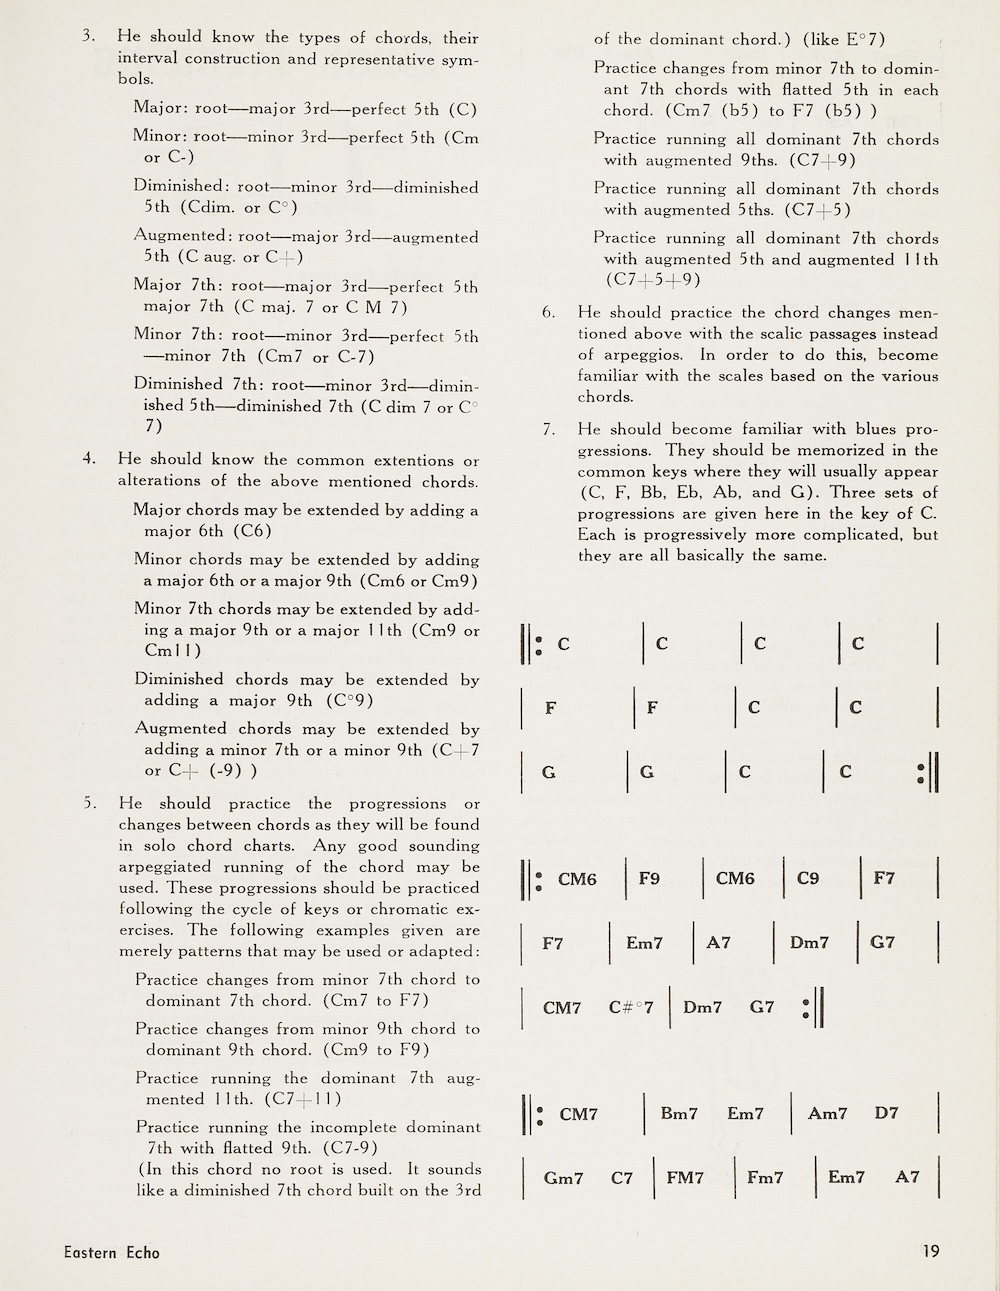 3. He should know the types of chords, their
interval construction and representative sym-
bols.
Major: root—major 3rd—perfect 5th (C)
Minor: root—minor 3rd—perfect 5th (Cm
or C-)
Diminished: root—minor 3rd—diminished
5th (Cdim. or C°)
Augmented: root—major 3rd—augmented
5th (C aug. or C+)
Major 7th: root—major 3rd—perfect 5th
major 7th (C maj. 7 or C M 7)
Minor 7th: root—minor 3rd—perfect 5th
—minor 7th (Cm7 or C-7)
Diminished 7th: root—minor 3rd—dimin-
ished 5th—diminished 7th (C dim 7 or C°
7)
4. He should know the common extentions or
alterations of the above mentioned chords.
Major chords may be extended by adding a
major 6th (C6)
Minor chords may be extended by adding
a major 6th or a major 9th (Cm6 or Cm9)
Minor 7th chords may be extended by add-
ing a major 9th or a major 11th (Cm9 or
Cm11)
Diminished chords may be extended by
adding a major 9th (C°9)
Augmented chords may be extended by
adding a minor 7th or a minor 9th (C+7
or C+ (-9) )
5. He should practice the progressions or
changes between chords as they will be found
in solo chord charts. Any good sounding
arpeggiated running of the chord may be
used. These progressions should be practiced
following the cycle of keys or chromatic ex-
ercises. The following examples given are
merely patterns that may be used or adapted:
Practice changes from minor 7th chord to
dominant 7th chord. (Cm7 to F7)
Practice changes from minor 9th chord to
dominant 9th chord. (Cm9 to F9)
Practice running the dominant 7th aug-
mented 11th. (C7+11)
Practice running the incomplete dominant
7th with flatted 9th. (C7-9)
(In this chord no root is used. It sounds
like a diminished 7th chord built on the 3rd
of the dominant chord.) (like E°7)
Practice changes from minor 7th to domin-
ant 7th chords with flatted 5th in each
chord. (Cm7 (b5) to F7 (b5) )
Practice running all dominant 7th chords
with augmented 9ths. (C7+9)
Practice running all dominant 7th chords
with augmented 5ths. (C7+5)
Practice running all dominant 7th chords
with augmented 5th and augmented 11th
(C7+5+9)
6. He should practice the chord changes men-
tioned above with the scalic passages instead
of arpeggios. In order to do this, become
familiar with the scales based on the various
chords.
7. He should become familiar with blues pro-
gressions. They should be memorized in the
common keys where they will usually appear
(C, F, Bb, Eb, Ab, and G). Three sets of
progressions are given here in the key of C.
Each is progressively more complicated, but
they are all basically the same.
C C C C
F F C C
G G C C
CM6 F9 CM6 C9 F7
F7 Em7 A7 Dm7 G7
CM7 C#°7 Dm7 G7
CM7 Bm7 Em7 Am7 D7
Gm7 C7 FM7 Fm7 Em7 A7
Eastern Echo 19